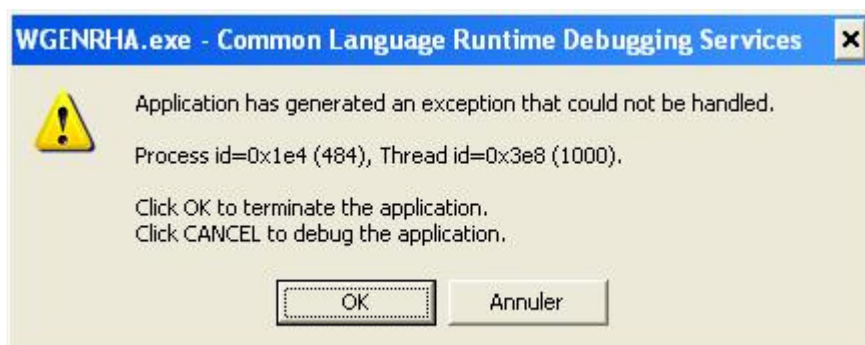 WGENRHA.exe - Common Language Runtime Debugging Services
Application has generated an exception that could not be handled.
Process id=0x1e4 (484), Thread id=0x3e8 (1000).
Click OK to terminate the application.
Click CANCEL to debug the application.
OK Annuler